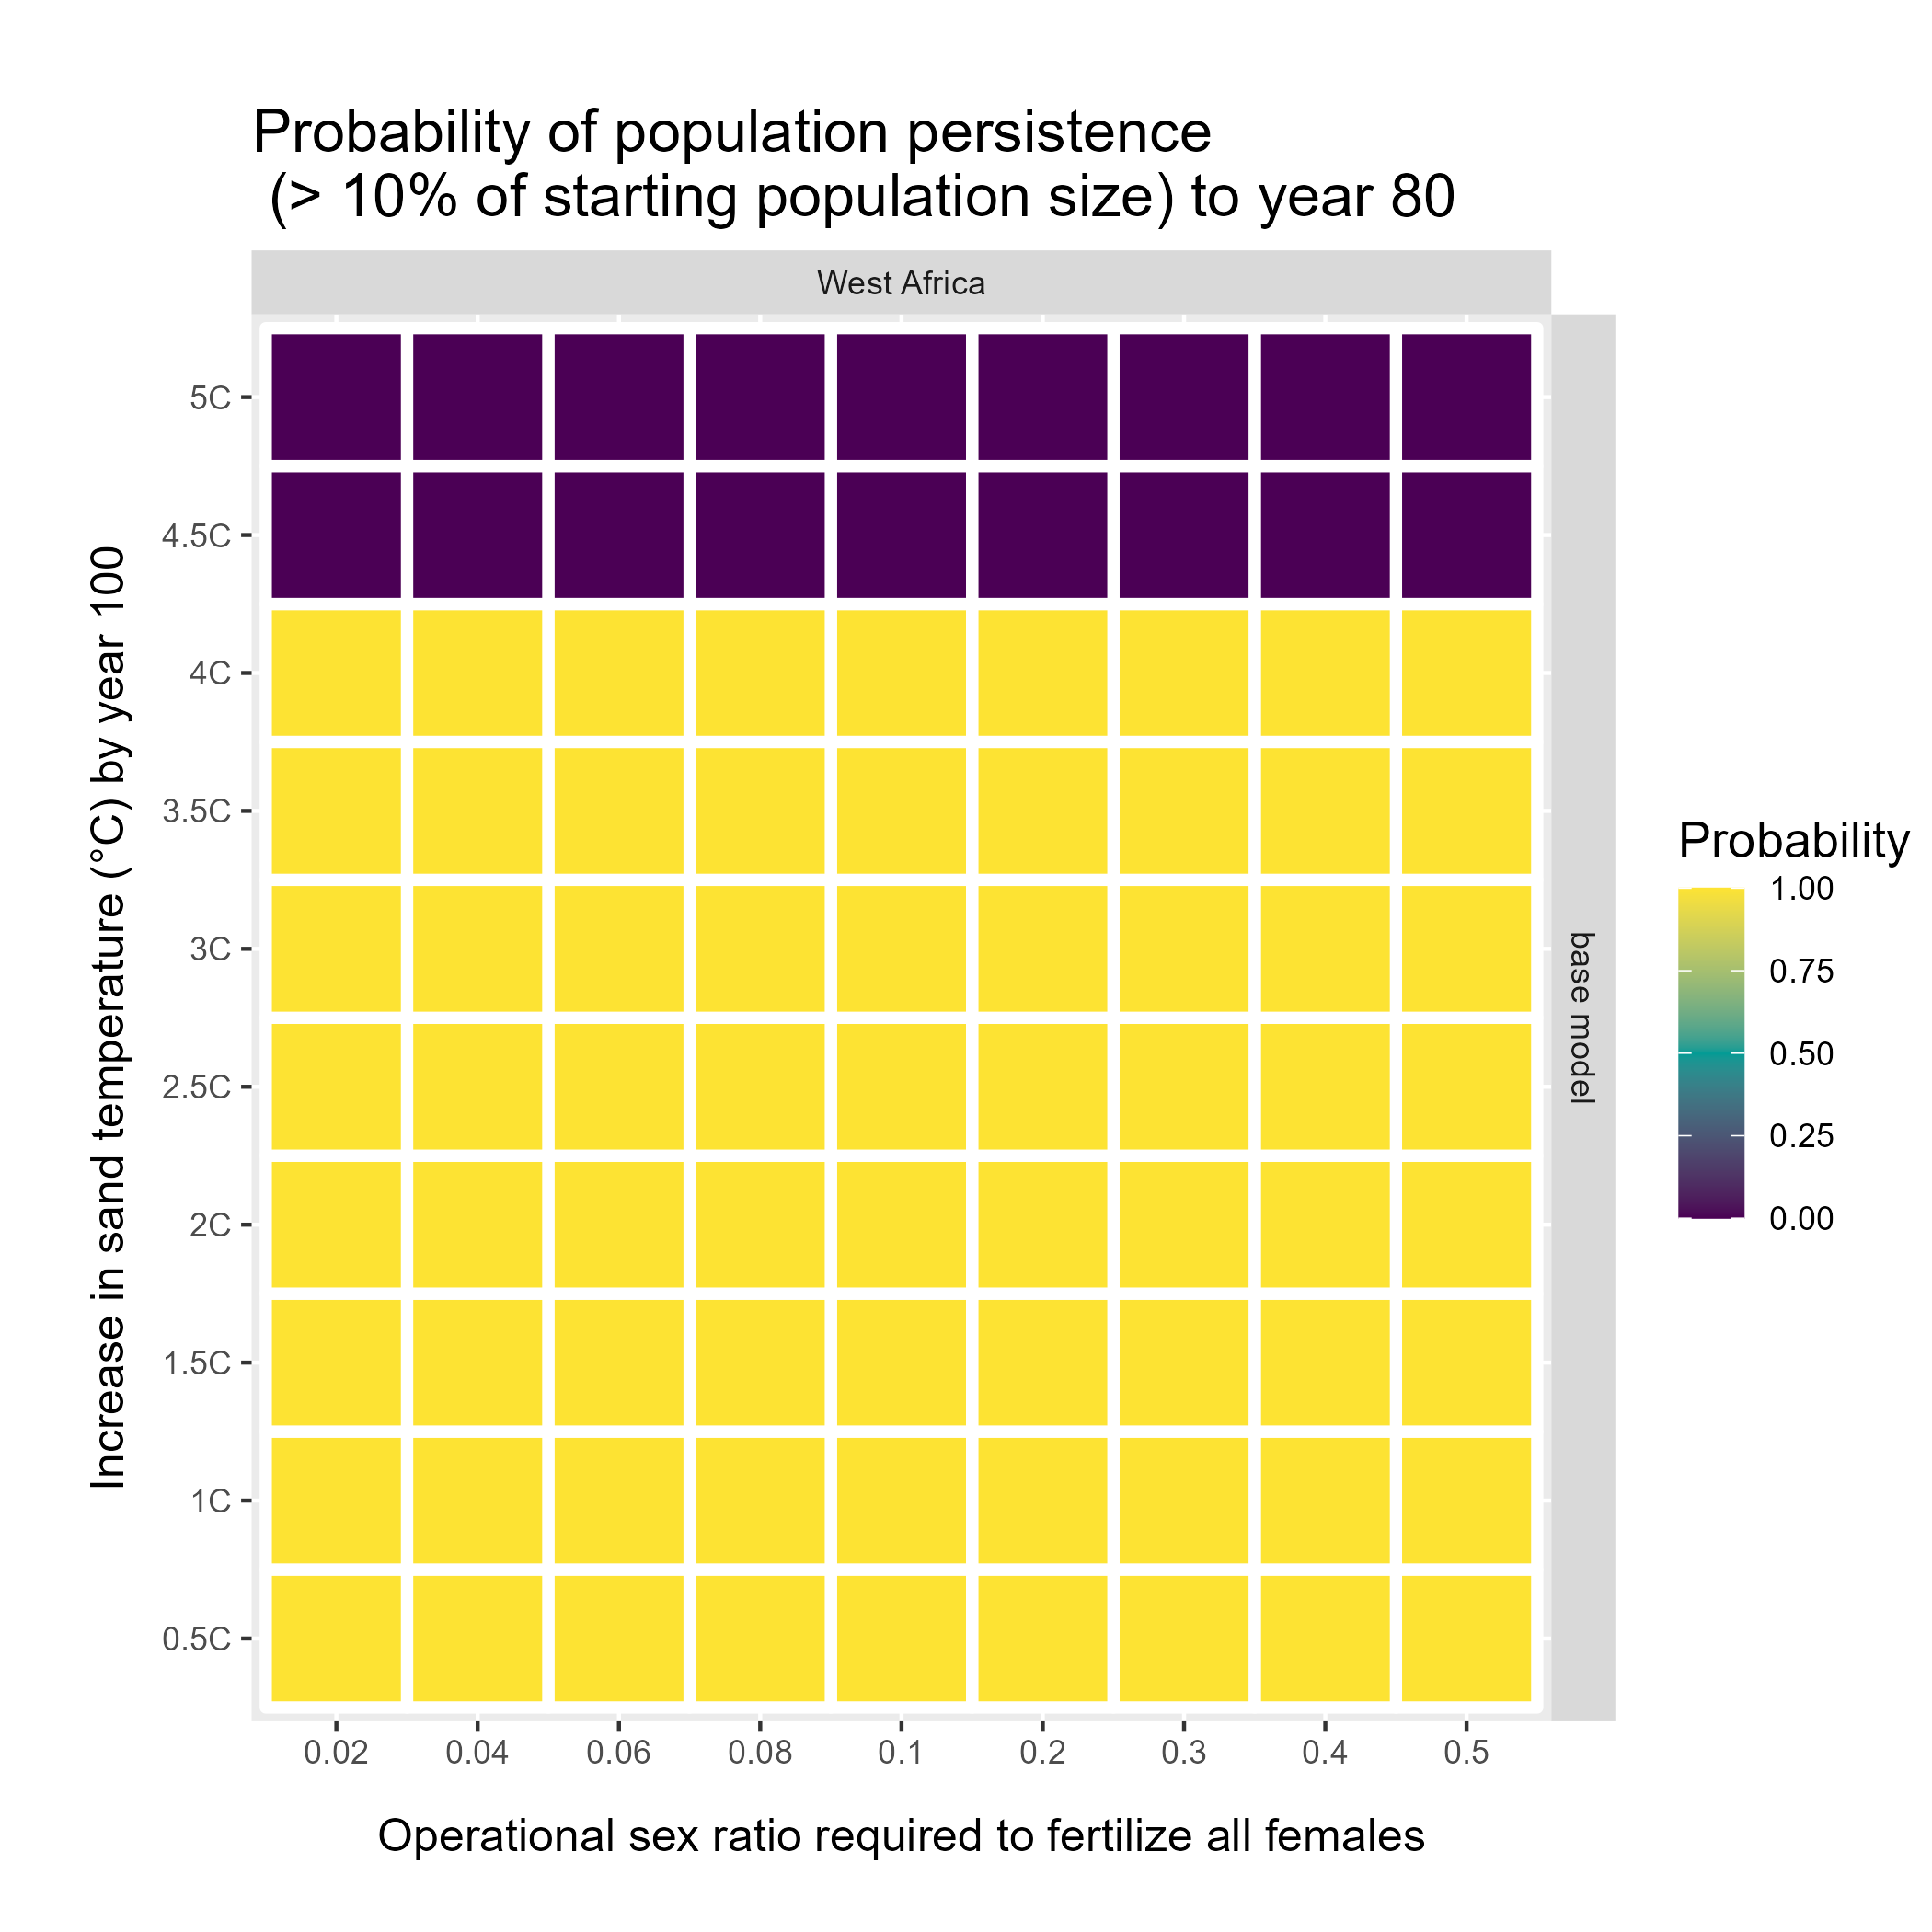 Probability of population persistence
(> 10% of starting population size) to year 80
West Africa
Increase in sand temperature (°C) by year 100
5C
4.5C
4C
3.5C
3C
2.5C
2C
1.5C
1C
0.5C
base model
Probability
1.00
0.75
0.50
0.25
0.00
0.02 0.04 0.06 0.08 0.1 0.2 0.3 0.4 0.5
Operational sex ratio required to fertilize all females